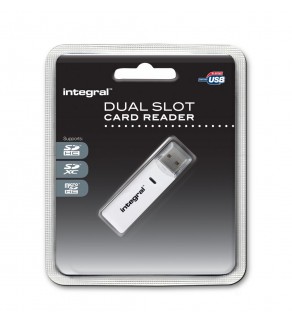 integral
USB
DUAL SLOT
CARD READER
Supports
SD
HC
SD
XC
micro
SD
HC
integral